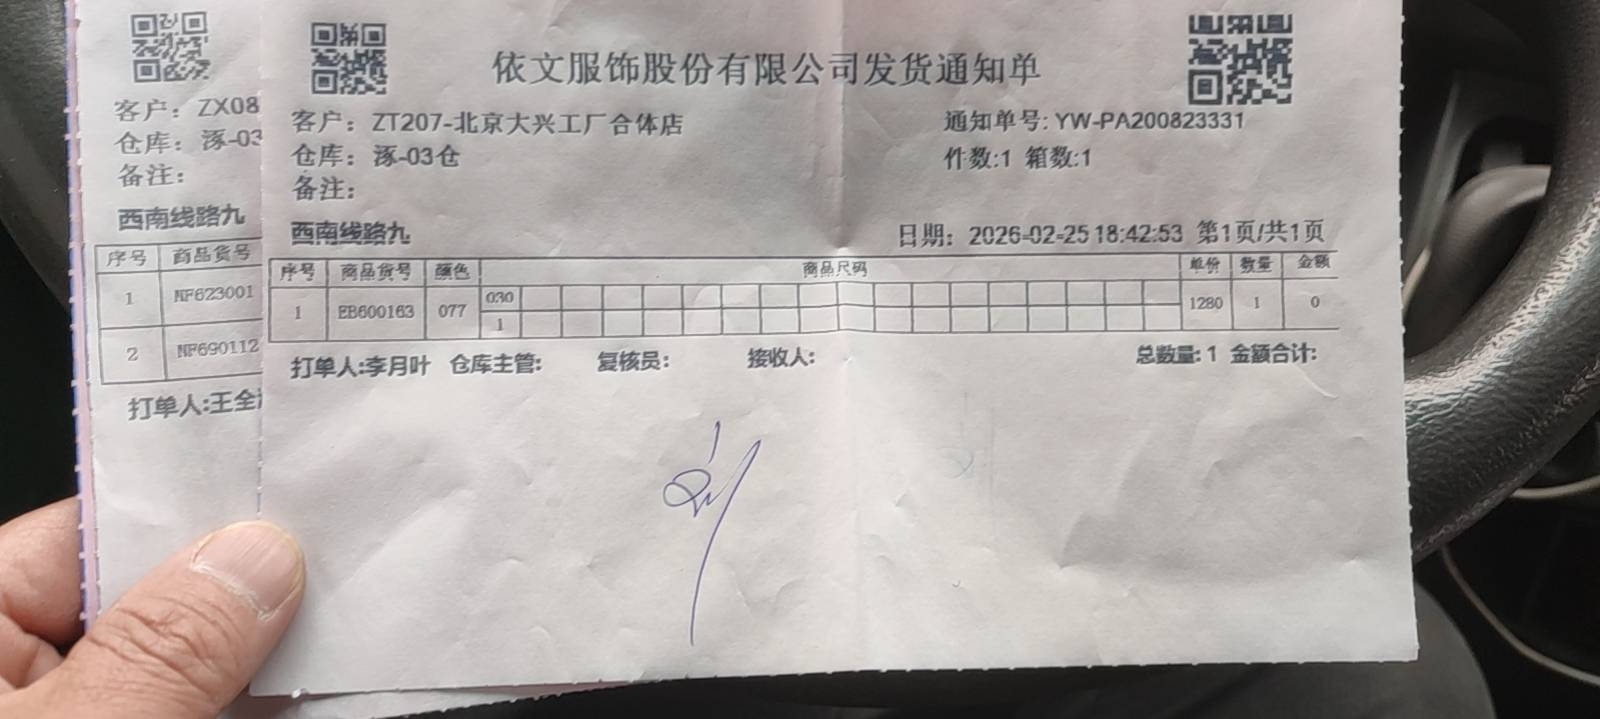 客户：ZX08
仓库：涿-03
备注：
西南线路九
序号 商品货号
1 NF623001
2 NF690112
打单人:王全
依文服饰股份有限公司发货通知单
客户：ZT207-北京大兴工厂合体店 通知单号:YW-PA200823331
仓库：涿-03仓 件数:1 箱数:1
备注：
西南线路九 日期：2026-02-25 18:42:53 第1页/共1页
序号 商品货号 颜色 商品尺码 单价 数量 金额
030
1 EB600163 077 1280 1 0
1
打单人:李月叶 仓库主管: 复核员: 接收人: 总数量:1 金额合计: